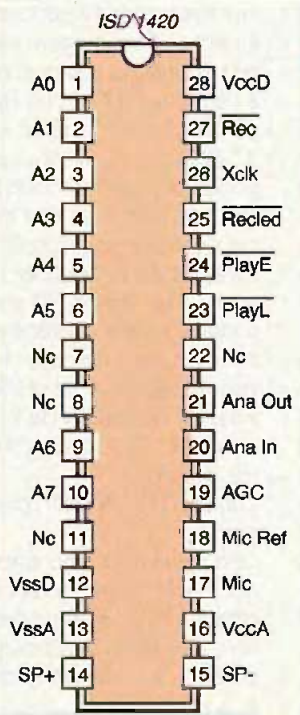 ISD 1420
A0 1 28 VccD
A1 2 27 Rec
A2 3 26 Xclk
A3 4 25 Recled
A4 5 24 PlayE
A5 6 23 PlayL
Nc 7 22 Nc
Nc 8 21 Ana Out
A6 9 20 Ana In
A7 10 19 AGC
Nc 11 18 Mic Ref
VssD 12 17 Mic
VssA 13 16 VccA
SP+ 14 15 SP-